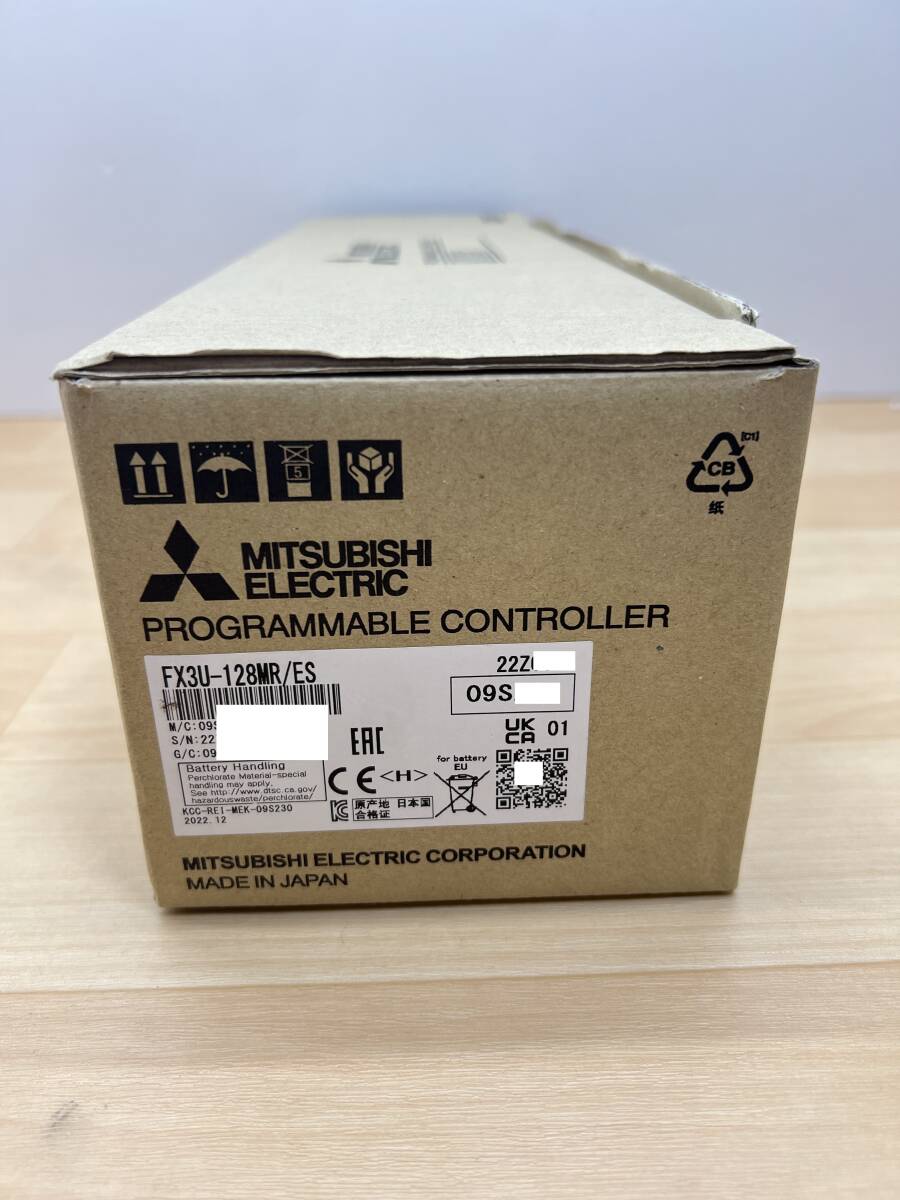 5
[C1]
CB
纸
MITSUBISHI
ELECTRIC
PROGRAMMABLE CONTROLLER
FX3U-128MR/ES
22Z
09S
M/C:09S
S/N:22
G/C:09
EAC
UK
CA 01
Battery Handling
Perchlorate Material-special
handling may apply.
See http://www.dtsc.ca.gov/
hazardouswaste/perchlorate/
CE <H>
for battery
EU
原产地 日本国
合格证
KCC-REI-MEK-09S230
2022.12
MITSUBISHI ELECTRIC CORPORATION
MADE IN JAPAN